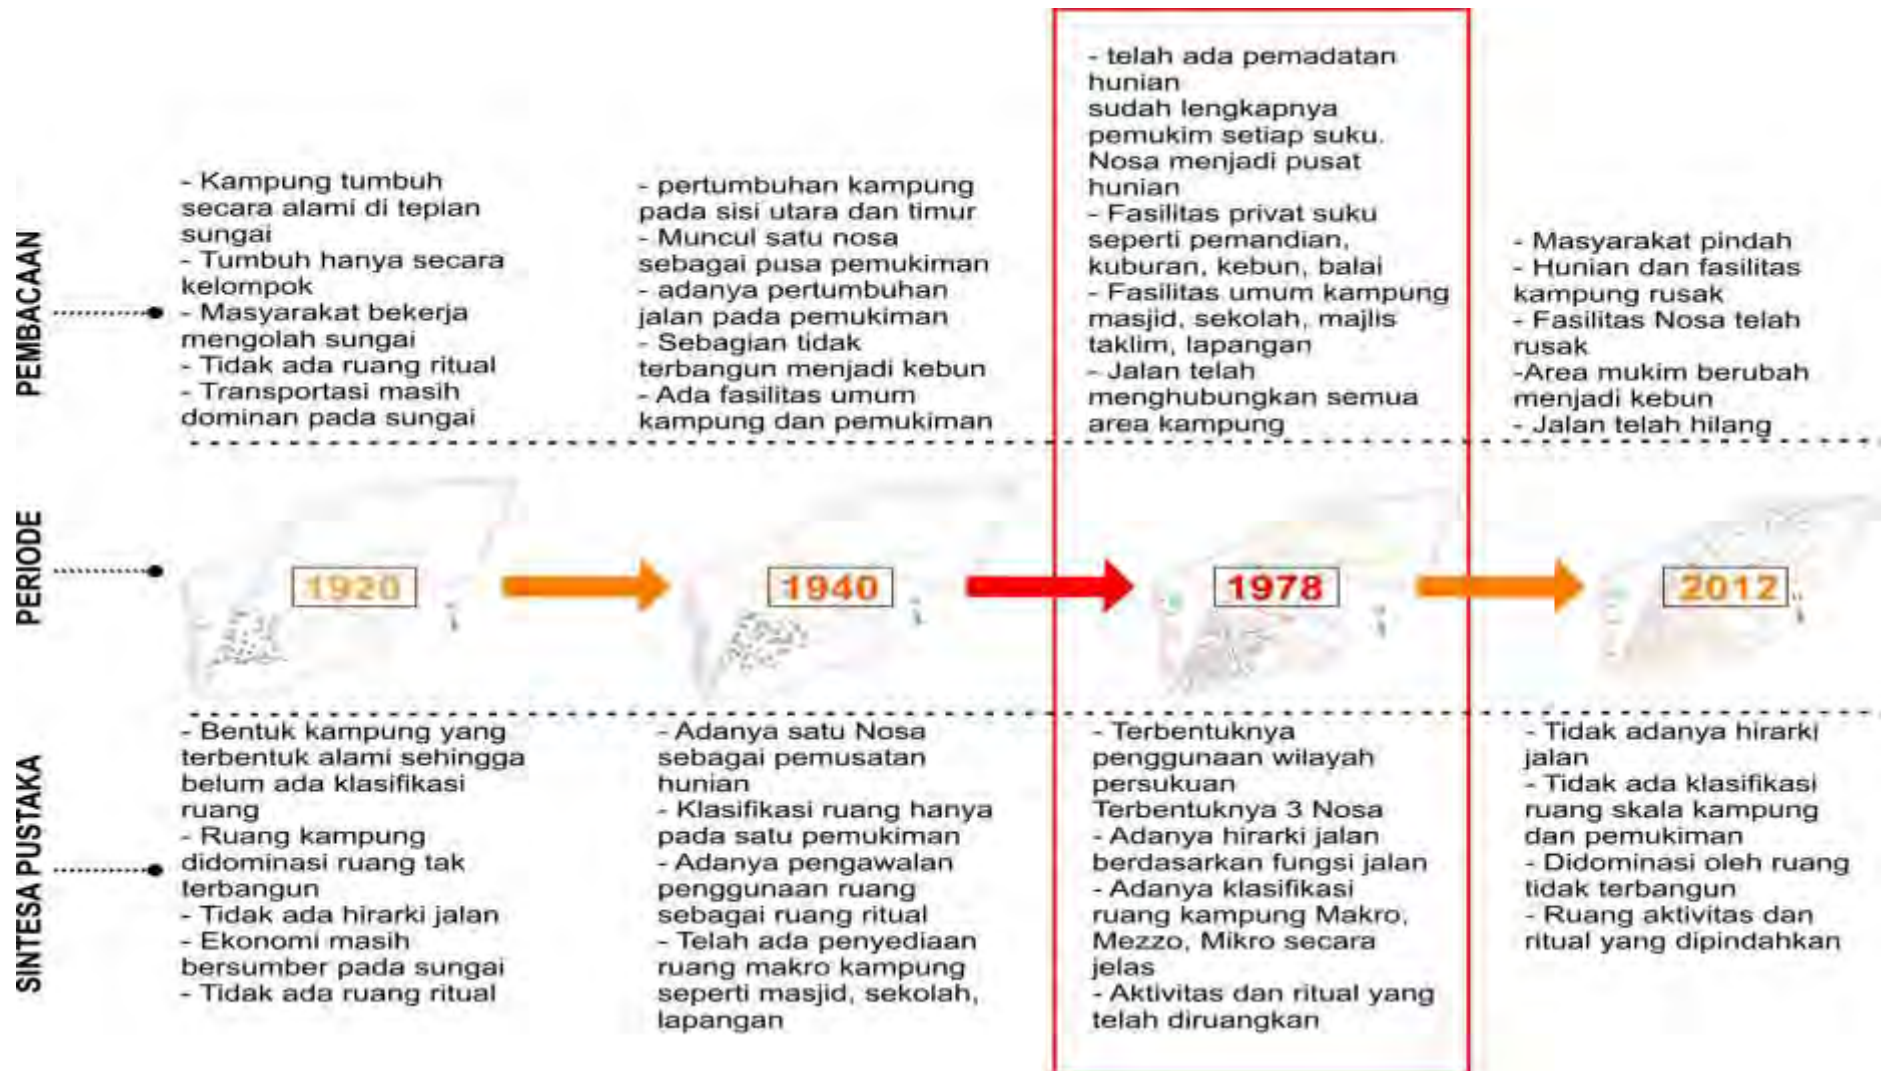 PEMBACAAN
- Kampung tumbuh
secara alami di tepian
sungai
- Tumbuh hanya secara
kelompok
- Masyarakat bekerja
mengolah sungai
- Tidak ada ruang ritual
- Transportasi masih
dominan pada sungai
- pertumbuhan kampung
pada sisi utara dan timur
- Muncul satu nosa
sebagai pusa pemukiman
- adanya pertumbuhan
jalan pada pemukiman
- Sebagian tidak
terbangun menjadi kebun
- Ada fasilitas umum
kampung dan pemukiman
- telah ada pemadatan
hunian
sudah lengkapnya
pemukim setiap suku.
Nosa menjadi pusat
hunian
- Fasilitas privat suku
seperti pemandian,
kuburan, kebun, balai
- Fasilitas umum kampung
masjid, sekolah, majlis
taklim, lapangan
- Jalan telah
menghubungkan semua
area kampung
- Masyarakat pindah
- Hunian dan fasilitas
kampung rusak
- Fasilitas Nosa telah
rusak
-Area mukim berubah
menjadi kebun
- Jalan telah hilang
PERIODE
1920
1940
1978
2012
SINTESA PUSTAKA
- Bentuk kampung yang
terbentuk alami sehingga
belum ada klasifikasi
ruang
- Ruang kampung
didominasi ruang tak
terbangun
- Tidak ada hirarki jalan
- Ekonomi masih
bersumber pada sungai
- Tidak ada ruang ritual
- Adanya satu Nosa
sebagai pemusatan
hunian
- Klasifikasi ruang hanya
pada satu pemukiman
- Adanya pengawalan
penggunaan ruang
sebagai ruang ritual
- Telah ada penyediaan
ruang makro kampung
seperti masjid, sekolah,
lapangan
- Terbentuknya
penggunaan wilayah
persukuan
Terbentuknya 3 Nosa
- Adanya hirarki jalan
berdasarkan fungsi jalan
- Adanya klasifikasi
ruang kampung Makro,
Mezzo, Mikro secara
jelas
- Aktivitas dan ritual yang
telah diruangkan
- Tidak adanya hirarki
jalan
- Tidak ada klasifikasi
ruang skala kampung
dan pemukiman
- Didominasi oleh ruang
tidak terbangun
- Ruang aktivitas dan
ritual yang dipindahkan